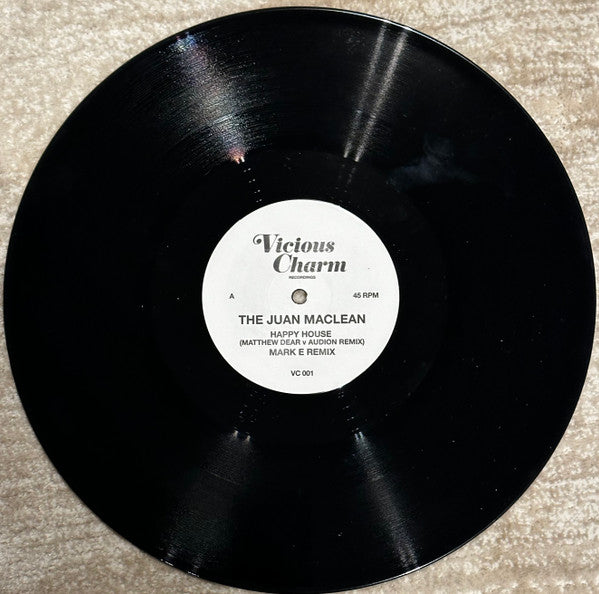 Vicious
Charm
RECORDINGS
A 45 RPM
THE JUAN MACLEAN
HAPPY HOUSE
(MATTHEW DEAR v AUDION REMIX)
MARK E REMIX
VC 001